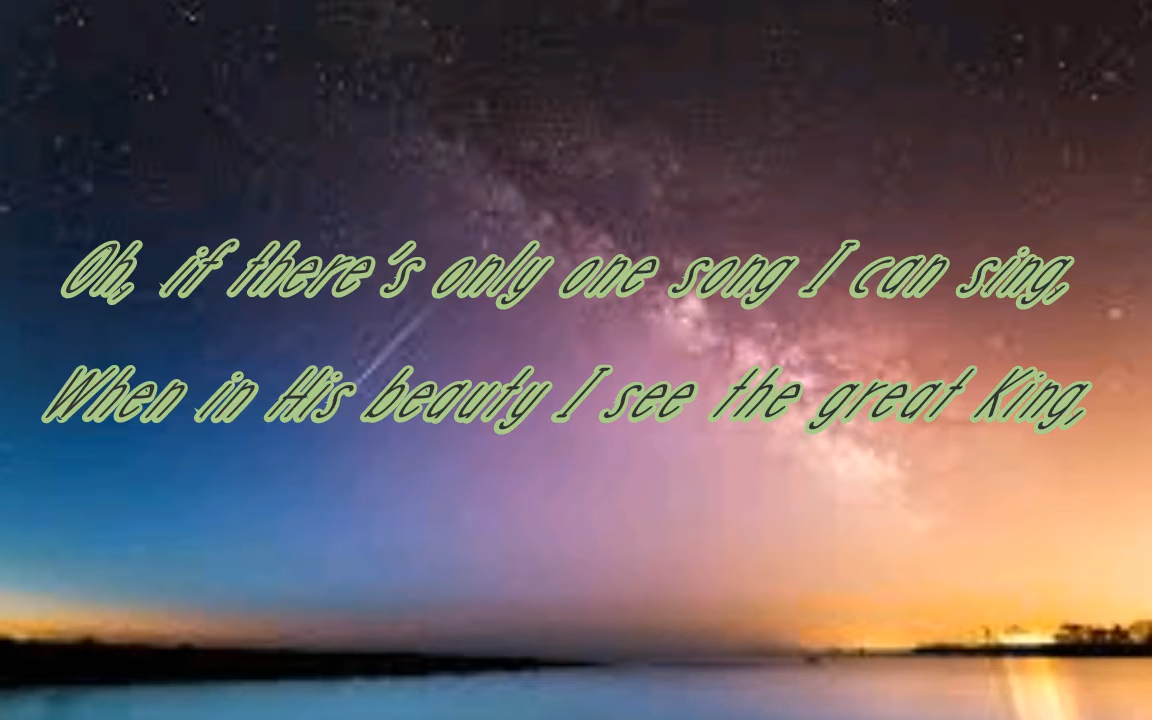 Oh, if there's only one song I can sing,
When in His beauty I see the great King,